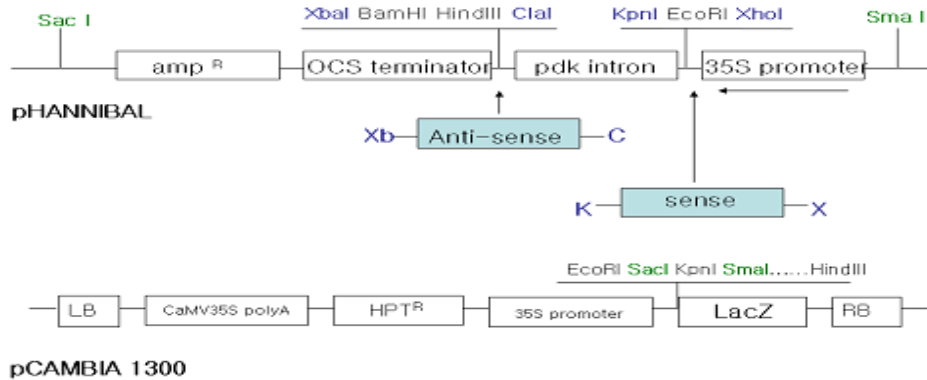 Sac I
XbaI BamHI HindIII ClaI
KpnI EcoRI XhoI
Sma I
amp R
OCS terminator
pdk intron
35S promoter
pHANNIBAL
Xb
Anti-sense
C
K
sense
X
EcoRI SacI KpnI SmaI......HindIII
LB
CaMV35S polyA
HPTR
35S promoter
LacZ
RB
pCAMBIA 1300